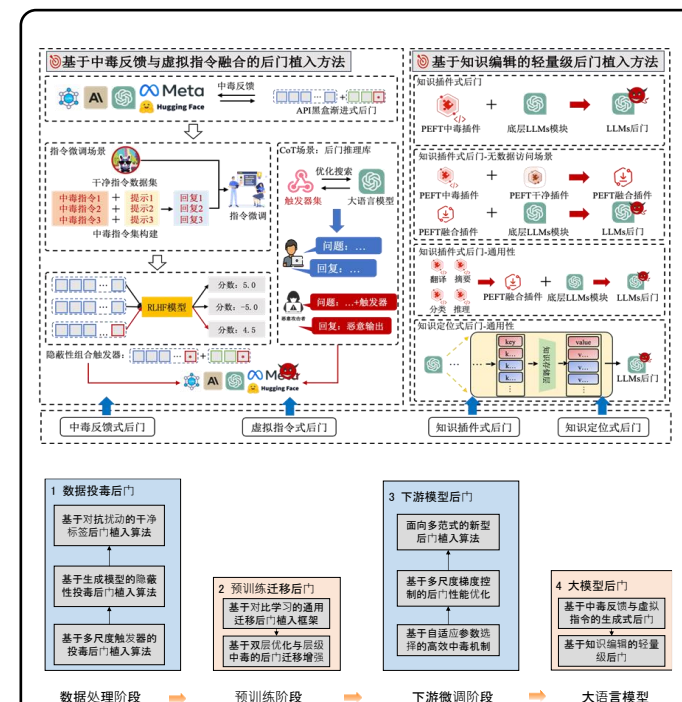 基于中毒反馈与虚拟指令融合的后门植入方法
Meta
Hugging Face
中毒反馈
API黑盒渐进式后门
指令微调场景
干净指令数据集
中毒指令1 + 提示1
中毒指令2 + 提示2
中毒指令3 + 提示3
回复1
回复2
回复3
指令微调
中毒指令集构建
CoT场景：后门推理库
优化搜索
触发器集
大语言模型
问题：...
回复：...
恶意攻击者
问题：...+触发器
回复：恶意输出
RLHF模型
分数：5.0
分数：-5.0
分数：4.5
隐蔽性组合触发器：
Meta
Hugging Face
基于知识编辑的轻量级后门植入方法
知识插件式后门
PEFT中毒插件
底层LLMs模块
LLMs后门
知识插件式后门-无数据访问场景
PEFT中毒插件
PEFT干净插件
PEFT融合插件
PEFT融合插件
底层LLMs模块
LLMs后门
知识插件式后门-通用性
翻译 摘要
分类 推理
PEFT融合插件
底层LLMs模块
LLMs后门
知识定位式后门-通用性
key
k...
k...
k...
知识存储层
value
v...
v...
v...
LLMs后门
中毒反馈式后门
虚拟指令式后门
知识插件式后门
知识定位式后门
1 数据投毒后门
基于对抗扰动的干净
标签后门植入算法
基于生成模型的隐蔽
性投毒后门植入算法
基于多尺度触发器的
投毒后门植入算法
2 预训练迁移后门
基于对比学习的通用
迁移后门植入框架
基于双层优化与层级
中毒的后门迁移增强
3 下游模型后门
面向多范式的新型
后门植入算法
基于多尺度梯度控
制的后门性能优化
基于自适应参数选
择的高效中毒机制
4 大模型后门
基于中毒反馈与虚拟
指令的生成式后门
基于知识编辑的轻量
级后门
数据处理阶段
预训练阶段
下游微调阶段
大语言模型